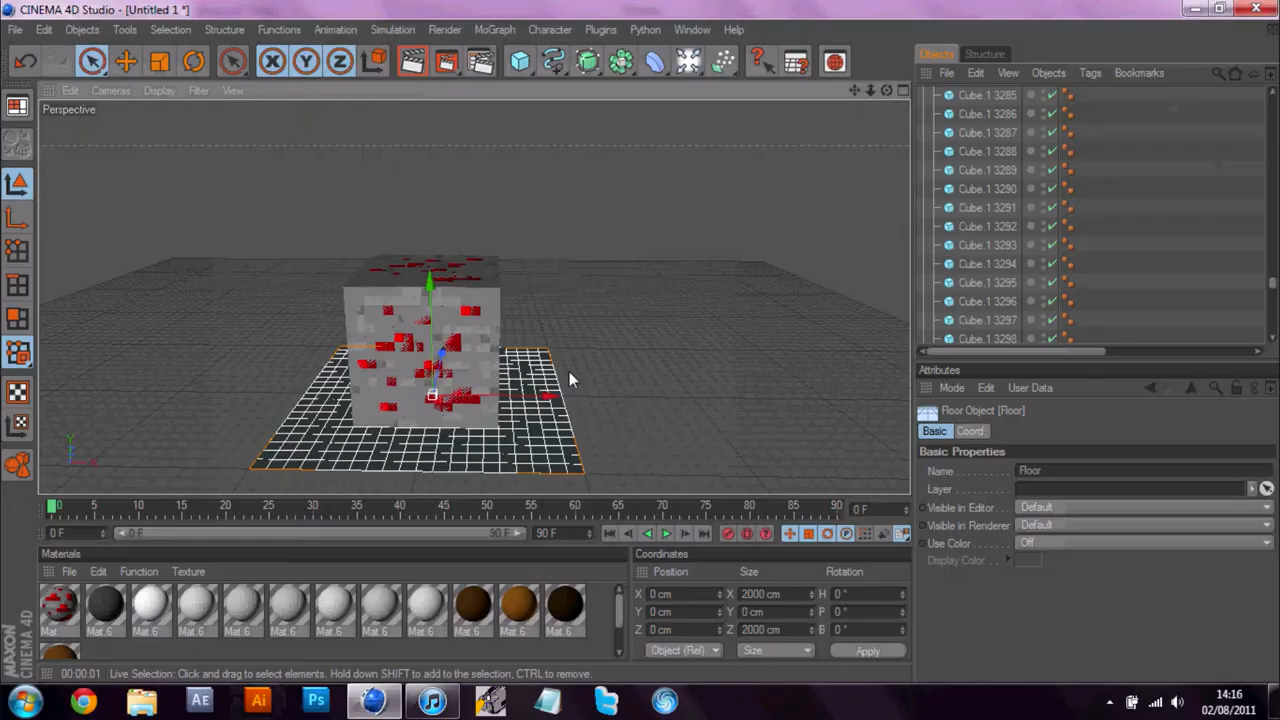 CINEMA 4D Studio - [Untitled 1 *]
File Edit Objects Tools Selection Structure Functions Animation Simulation Render MoGraph Character Plugins Python Window Help
X Y Z
Objects Structure
File Edit View Objects Tags Bookmarks
Edit Cameras Display Filter View
Perspective
Cube.1 3285
Cube.1 3286
Cube.1 3287
Cube.1 3288
Cube.1 3289
Cube.1 3290
Cube.1 3291
Cube.1 3292
Cube.1 3293
Cube.1 3294
Cube.1 3295
Cube.1 3296
Cube.1 3297
Cube.1 3298
Attributes
Mode Edit User Data
Floor Object [Floor]
Basic Coord
Basic Properties
Name Floor
Layer
Visible in Editor Default
Visible in Renderer Default
Use Color Off
Display Color
Y
0 5 10 15 20 25 30 35 40 45 50 55 60 65 70 75 80 85 90 0 F
0 F 0 F 90 F 90 F
Materials
File Edit Function Texture
Mat Mat.6 Mat.6 Mat.6 Mat.6 Mat.6 Mat.6 Mat.6 Mat.6 Mat.6 Mat.6 Mat.6
Coordinates
Position Size Rotation
X 0 cm X 2000 cm H 0 °
Y 0 cm Y 0 cm P 0 °
Z 0 cm Z 2000 cm B 0 °
Object (Rel) Size Apply
MAXON
CINEMA 4D
00:00:01 Live Selection: Click and drag to select elements. Hold down SHIFT to add to the selection, CTRL to remove.
AE Ai Ps
14:16
02/08/2011